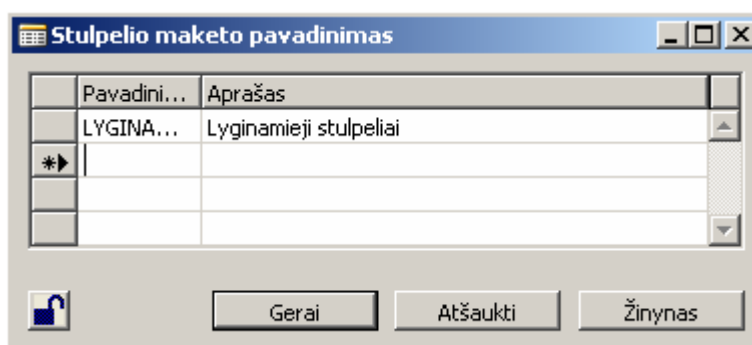 Stulpelio maketo pavadinimas
Pavadini... Aprašas
LYGINA... Lyginamieji stulpeliai
Gerai Atšaukti Žinynas